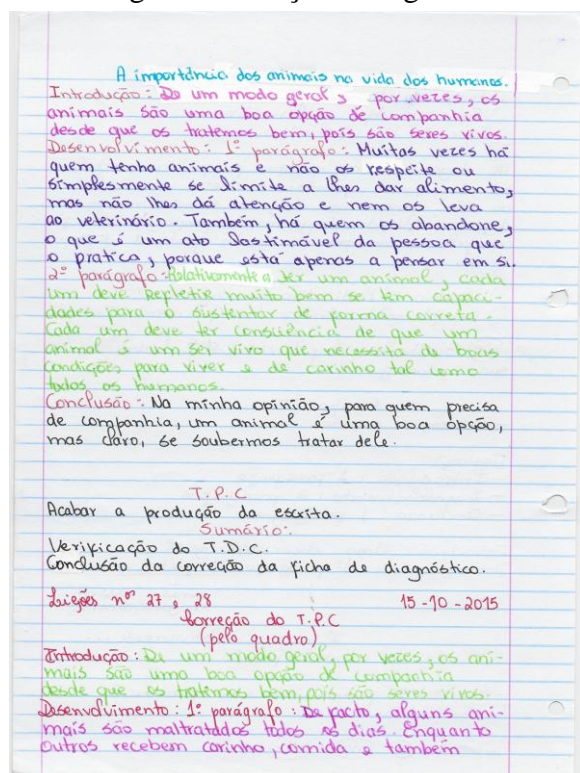 A importância dos animais na vida dos humanos.
Introdução: De um modo geral, por vezes, os
animais são uma boa opção de companhia
desde que os tratemos bem, pois são seres vivos.
Desenvolvimento: 1º parágrafo: Muitas vezes há
quem tenha animais e não os respeite ou
simplesmente se limite a lhes dar alimento,
mas não lhes dá atenção e nem os leva
ao veterinário. Também, há quem os abandone,
o que é um ato lastimável da pessoa que
o pratica, porque está apenas a pensar em si.
2º parágrafo: Relativamente a ter um animal, cada
um deve repletir muito bem se tem capaci-
dades para o sustentar de forma correta.
Cada um deve ter consciência de que um
animal é um ser vivo que necessita de boas
condições para viver e de carinho tal como
todos os humanos.
Conclusão: Na minha opinião, para quem precisa
de companhia, um animal é uma boa opção,
mas claro, se soubermos tratar dele.
T.P.C
Acabar a produção da escrita.
Sumário:
Verificação do T.D.C.
Conclusão da correção da ficha de diagnóstico.
Lições nºs 27 e 28 15-10-2015
Correção do T.P.C
(pelo quadro)
Introdução: De um modo geral, por vezes, os ani-
mais são uma boa opção de companhia
desde que os tratemos bem, pois são seres vivos.
Desenvolvimento: 1º parágrafo: De facto, alguns ani-
mais são maltratados todos os dias. Enquanto
outros recebem carinho, comida e também